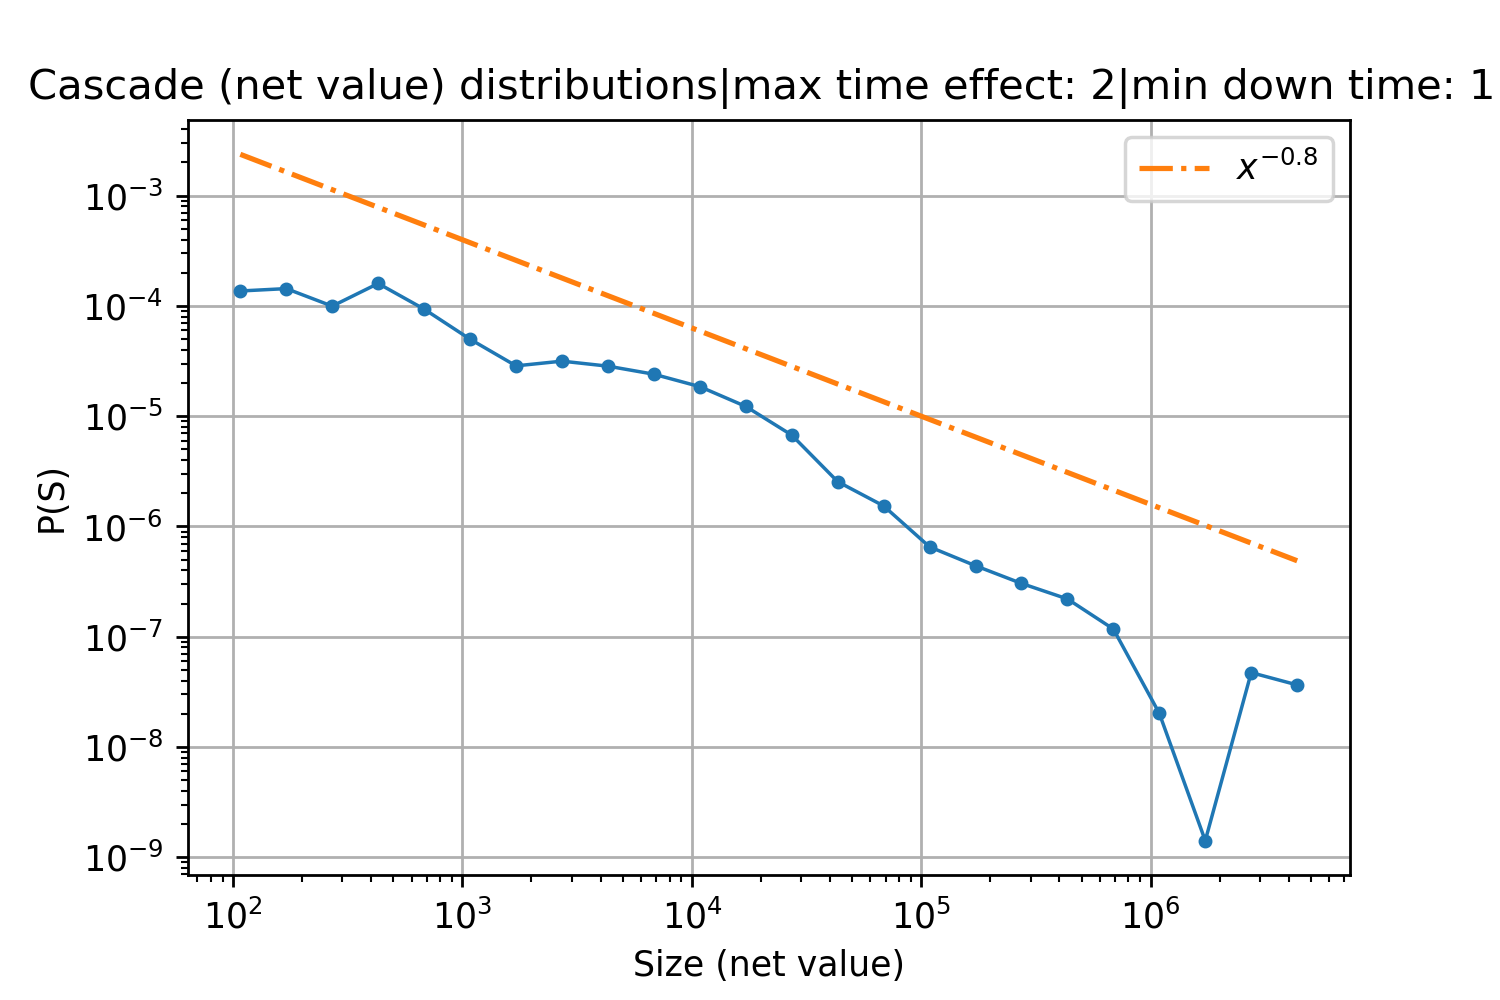 Cascade (net value) distributions|max time effect: 2|min down time: 1
x^{-0.8}
10^{-3}
10^{-4}
10^{-5}
10^{-6}
10^{-7}
10^{-8}
10^{-9}
P(S)
10^{2} 10^{3} 10^{4} 10^{5} 10^{6}
Size (net value)